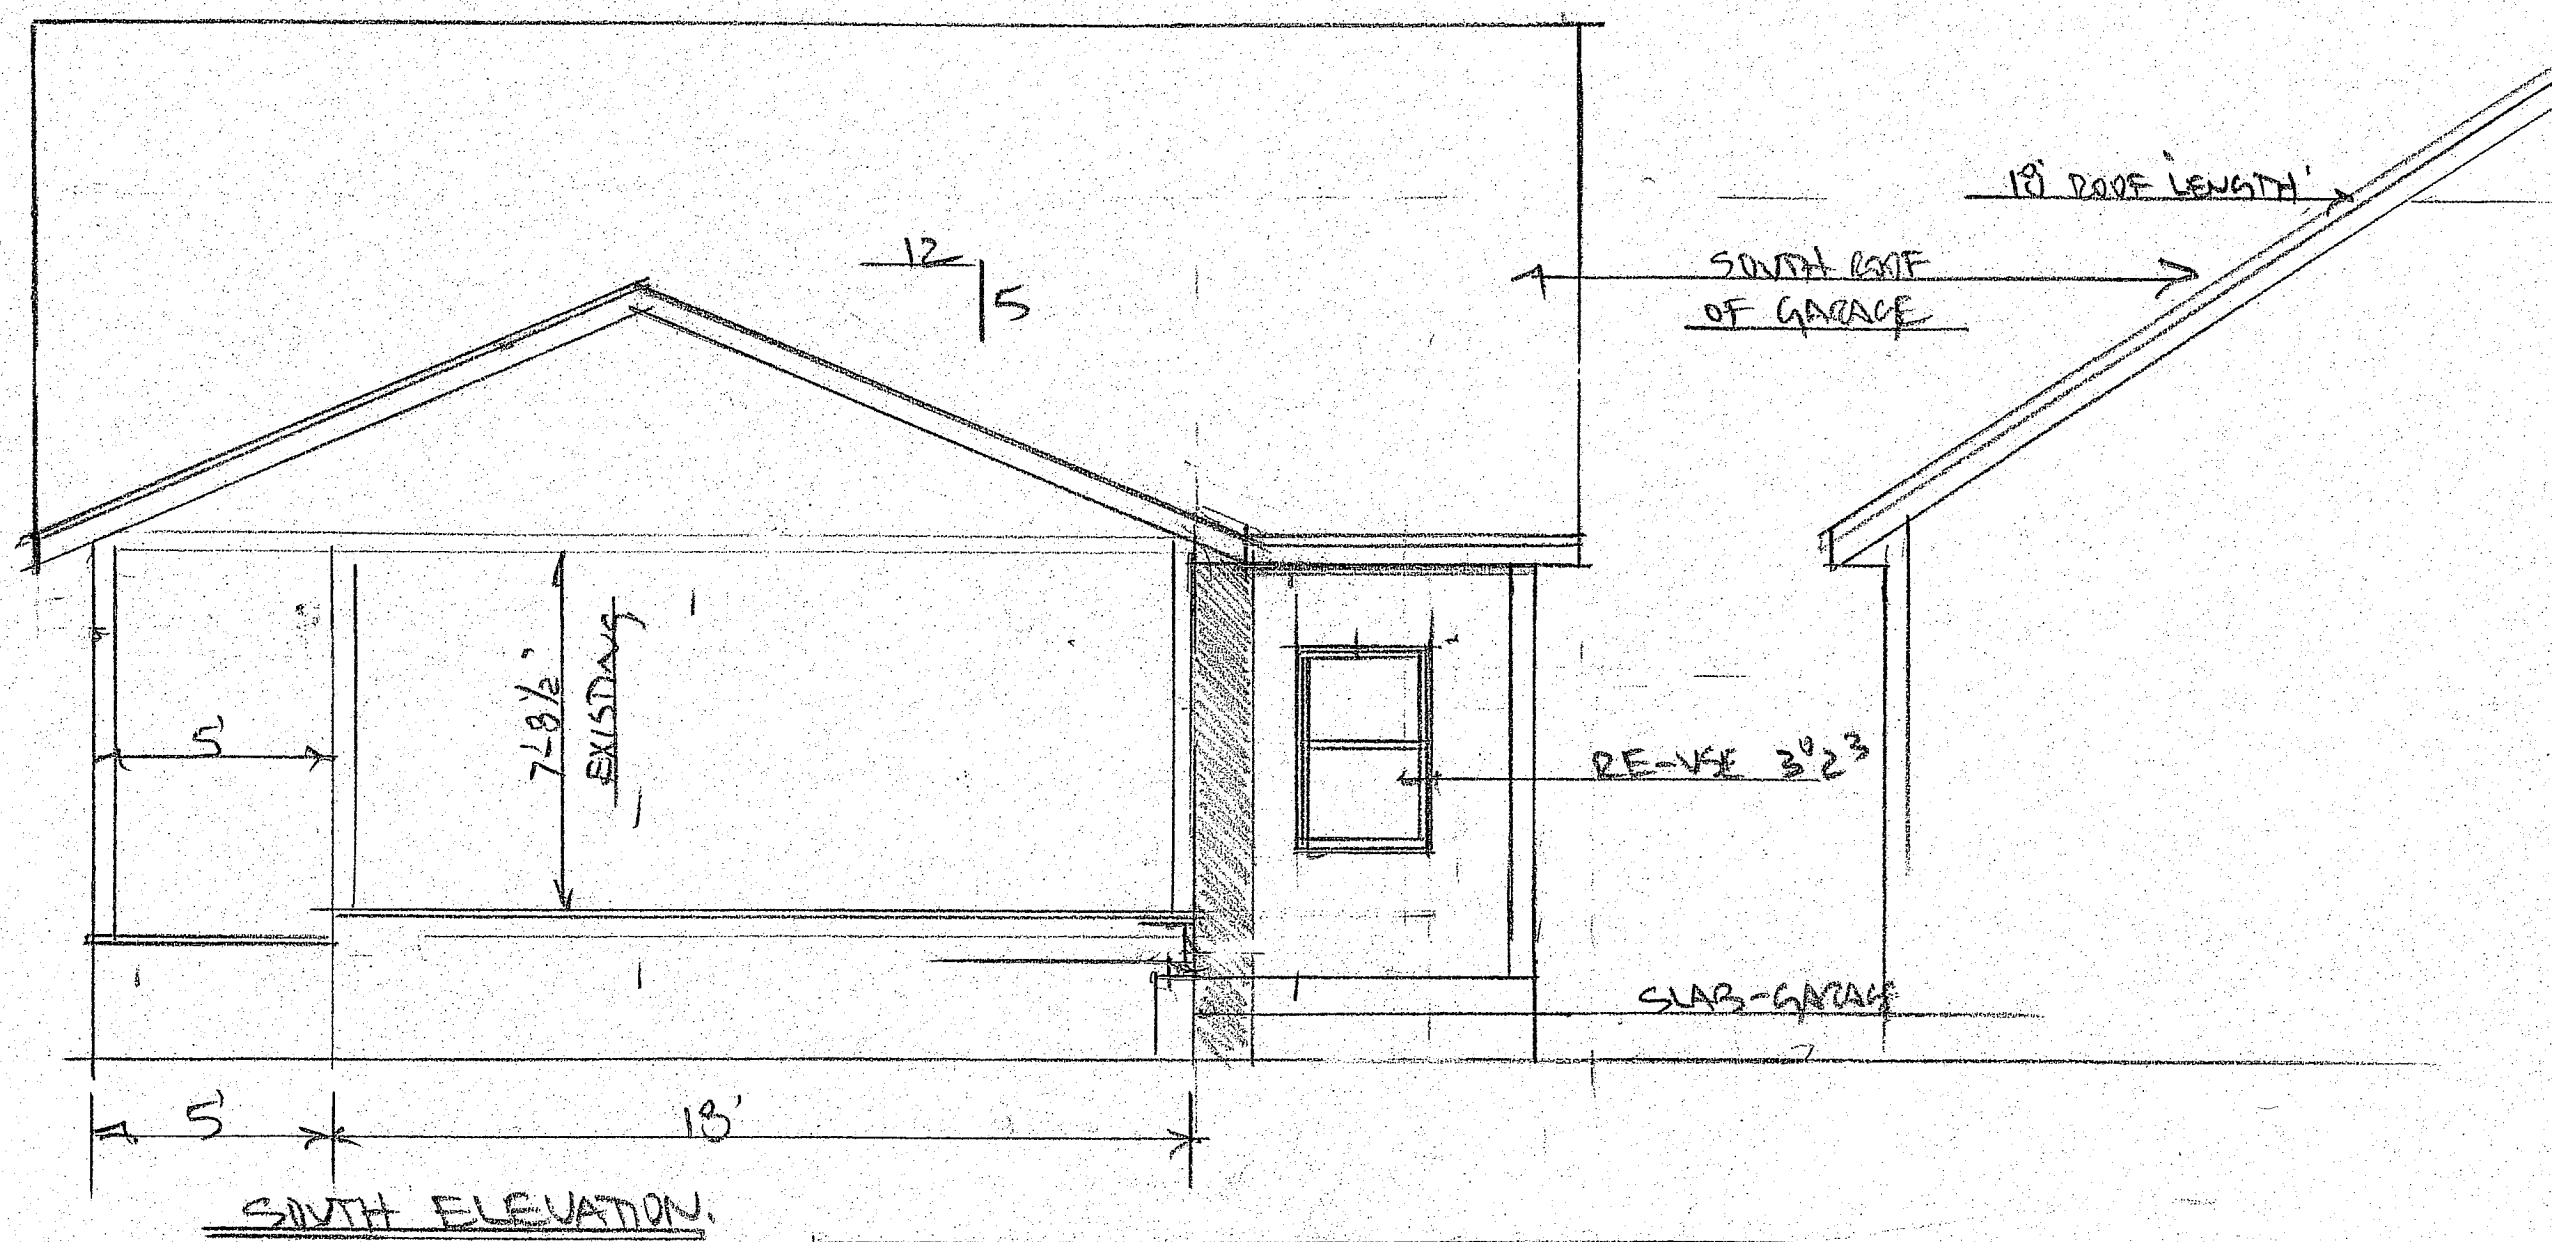 18' ROOF LENGTH
12
5
SOUTH ROOF
OF GARAGE
7'-8½"
EXISTING
5'
RE-USE 3⁰2³
SLAB-GARAGE
5'
18'
SOUTH ELEVATION.